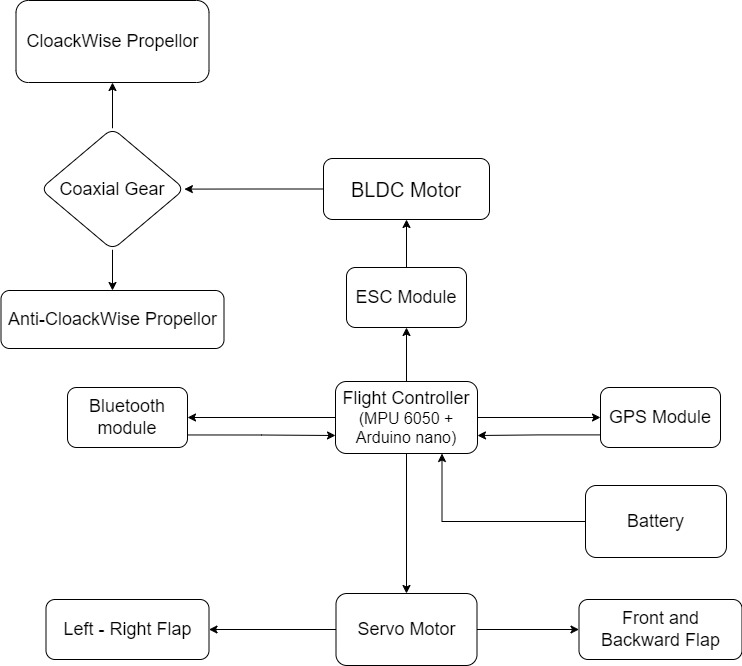 CloackWise Propellor
Coaxial Gear
BLDC Motor
ESC Module
Anti-CloackWise Propellor
Bluetooth
module
Flight Controller
(MPU 6050 +
Arduino nano)
GPS Module
Battery
Left - Right Flap
Servo Motor
Front and
Backward Flap